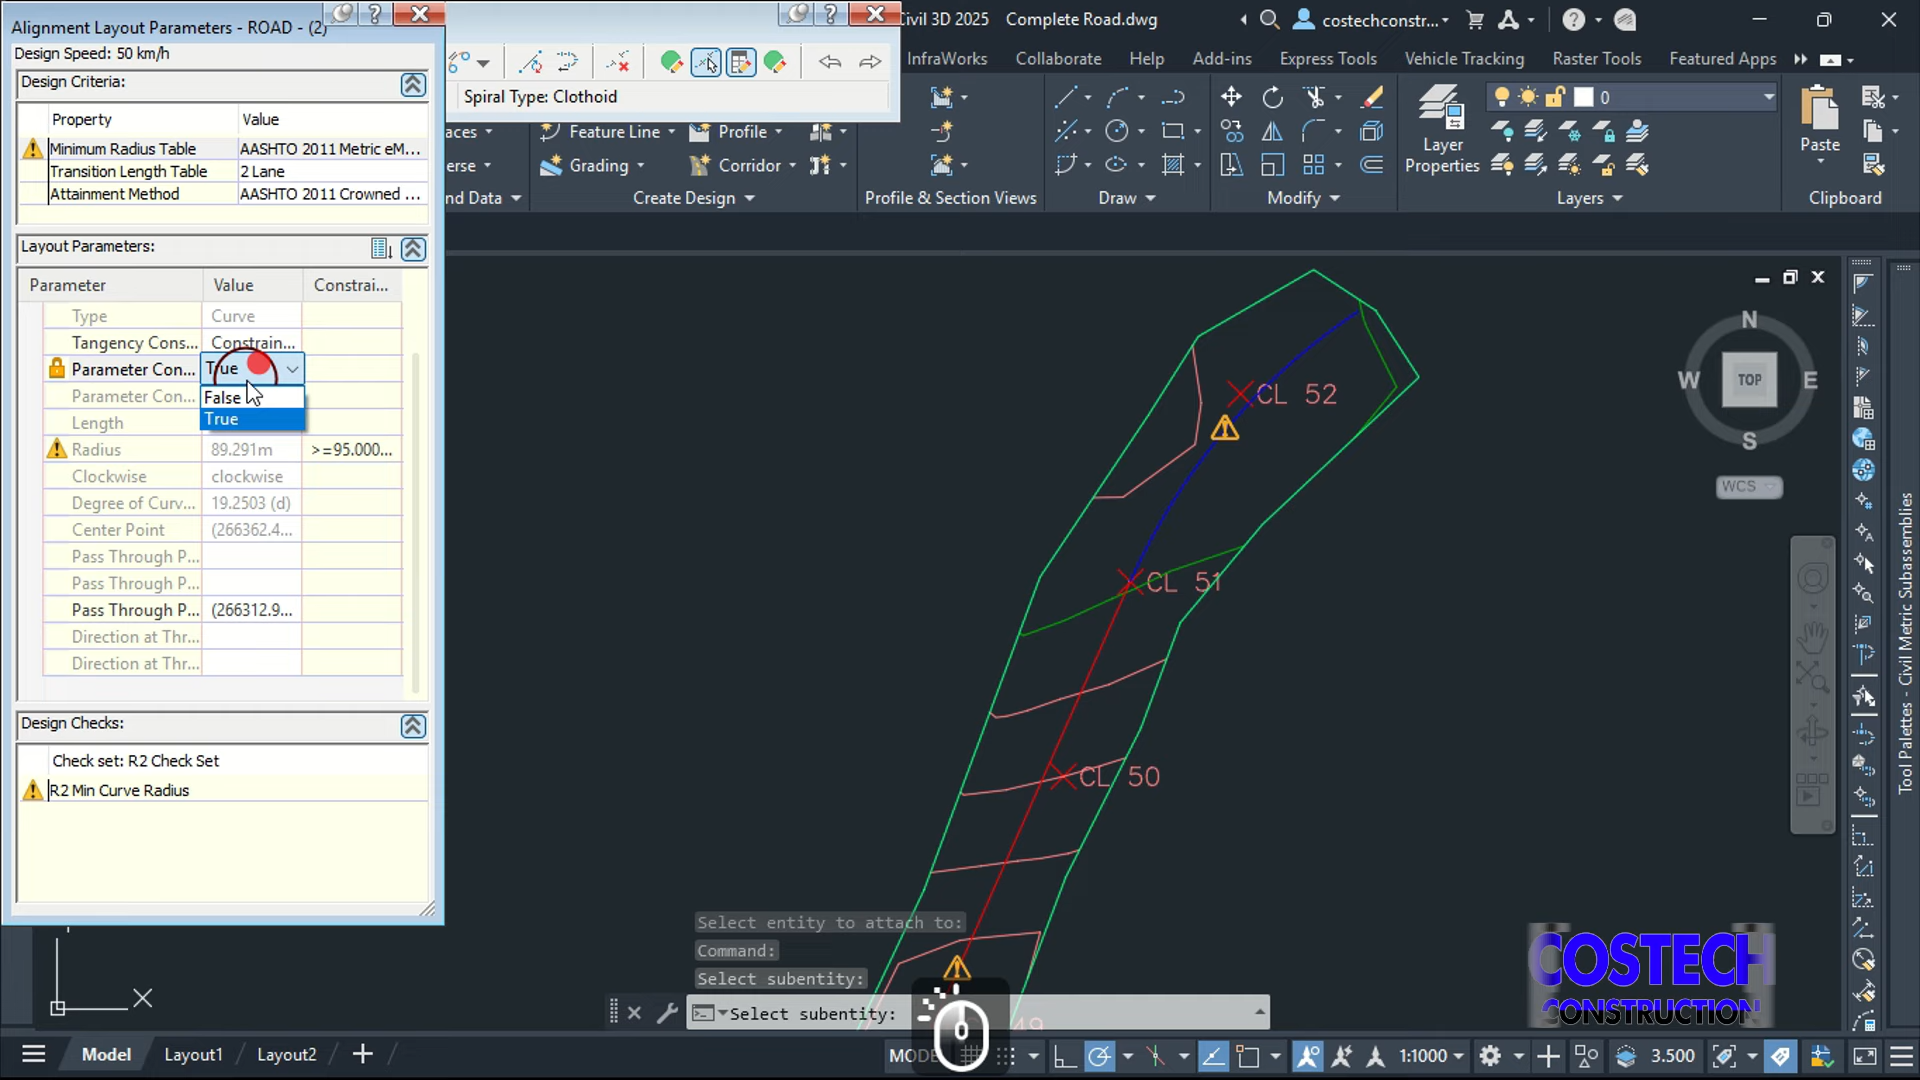 Alignment Layout Parameters - ROAD - (2)
Design Speed: 50 km/h
Design Criteria:
Property Value
Minimum Radius Table AASHTO 2011 Metric eM...
Transition Length Table 2 Lane
Attainment Method AASHTO 2011 Crowned ...
Layout Parameters:
Parameter Value Constrai...
Type Curve
Tangency Cons... Constrain...
Parameter Con... True
Parameter Con... False
True
Length
Radius 89.291m >=95.000...
Clockwise clockwise
Degree of Curv... 19.2503 (d)
Center Point (266362.4...
Pass Through P...
Pass Through P...
Pass Through P... (266312.9...
Direction at Thr...
Direction at Thr...
Design Checks:
Check set: R2 Check Set
R2 Min Curve Radius
Spiral Type: Clothoid
Civil 3D 2025 Complete Road.dwg
costechconstr...
InfraWorks Collaborate Help Add-ins Express Tools Vehicle Tracking Raster Tools Featured Apps
Feature Line Profile
Grading Corridor
Create Design
Profile & Section Views
Draw
Modify
Layer
Properties
0
Layers
Paste
Clipboard
N
W TOP E
S
WCS
CL 52
CL 51
CL 50
49
Tool Palettes - Civil Metric Subassemblies
Select entity to attach to:
Command:
Select subentity:
Select subentity:
COSTECH
CONSTRUCTION
Model Layout1 Layout2
1:1000
3.500